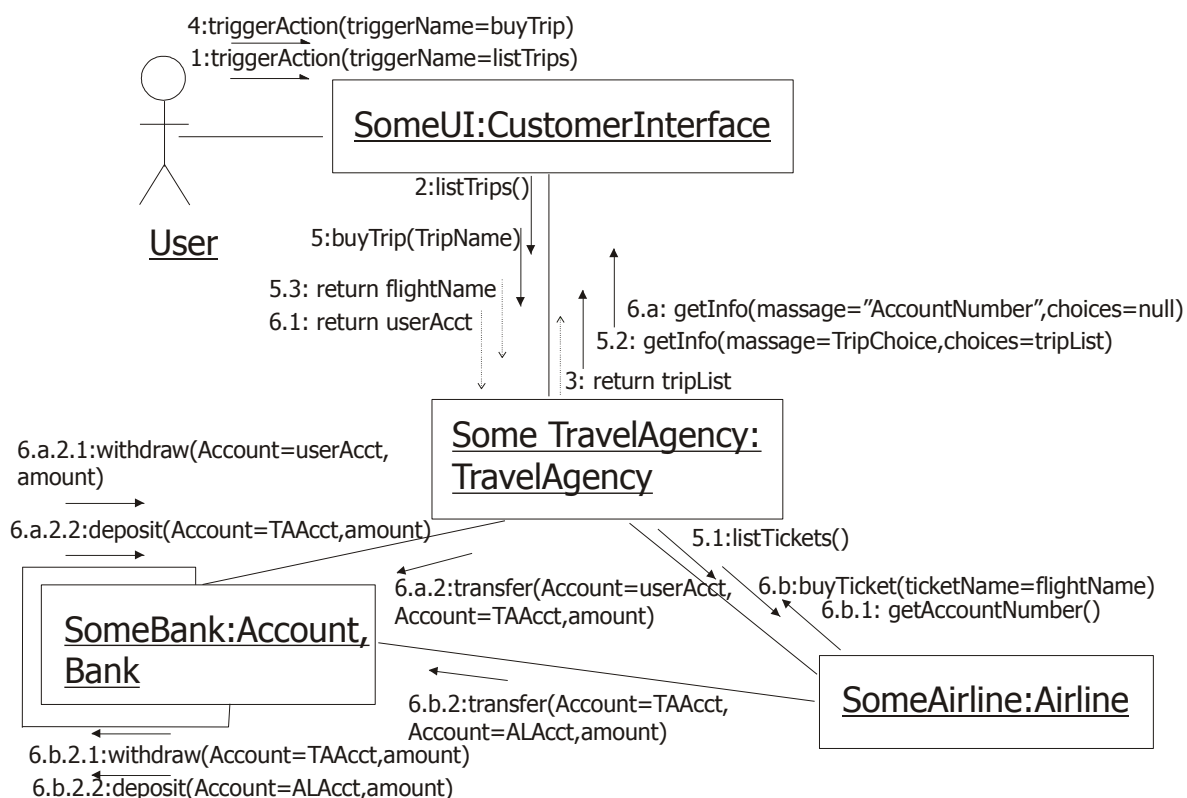 4:triggerAction(triggerName=buyTrip)
1:triggerAction(triggerName=listTrips)
SomeUI:CustomerInterface
User
2:listTrips()
5:buyTrip(TripName)
5.3: return flightName
6.1: return userAcct
6.a: getInfo(massage=”AccountNumber”,choices=null)
5.2: getInfo(massage=TripChoice,choices=tripList)
3: return tripList
Some TravelAgency:
TravelAgency
6.a.2.1:withdraw(Account=userAcct,
amount)
6.a.2.2:deposit(Account=TAAcct,amount)
5.1:listTickets()
6.a.2:transfer(Account=userAcct,
Account=TAAcct,amount)
6.b:buyTicket(ticketName=flightName)
6.b.1: getAccountNumber()
SomeBank:Account,
Bank
SomeAirline:Airline
6.b.2:transfer(Account=TAAcct,
Account=ALAcct,amount)
6.b.2.1:withdraw(Account=TAAcct,amount)
6.b.2.2:deposit(Account=ALAcct,amount)